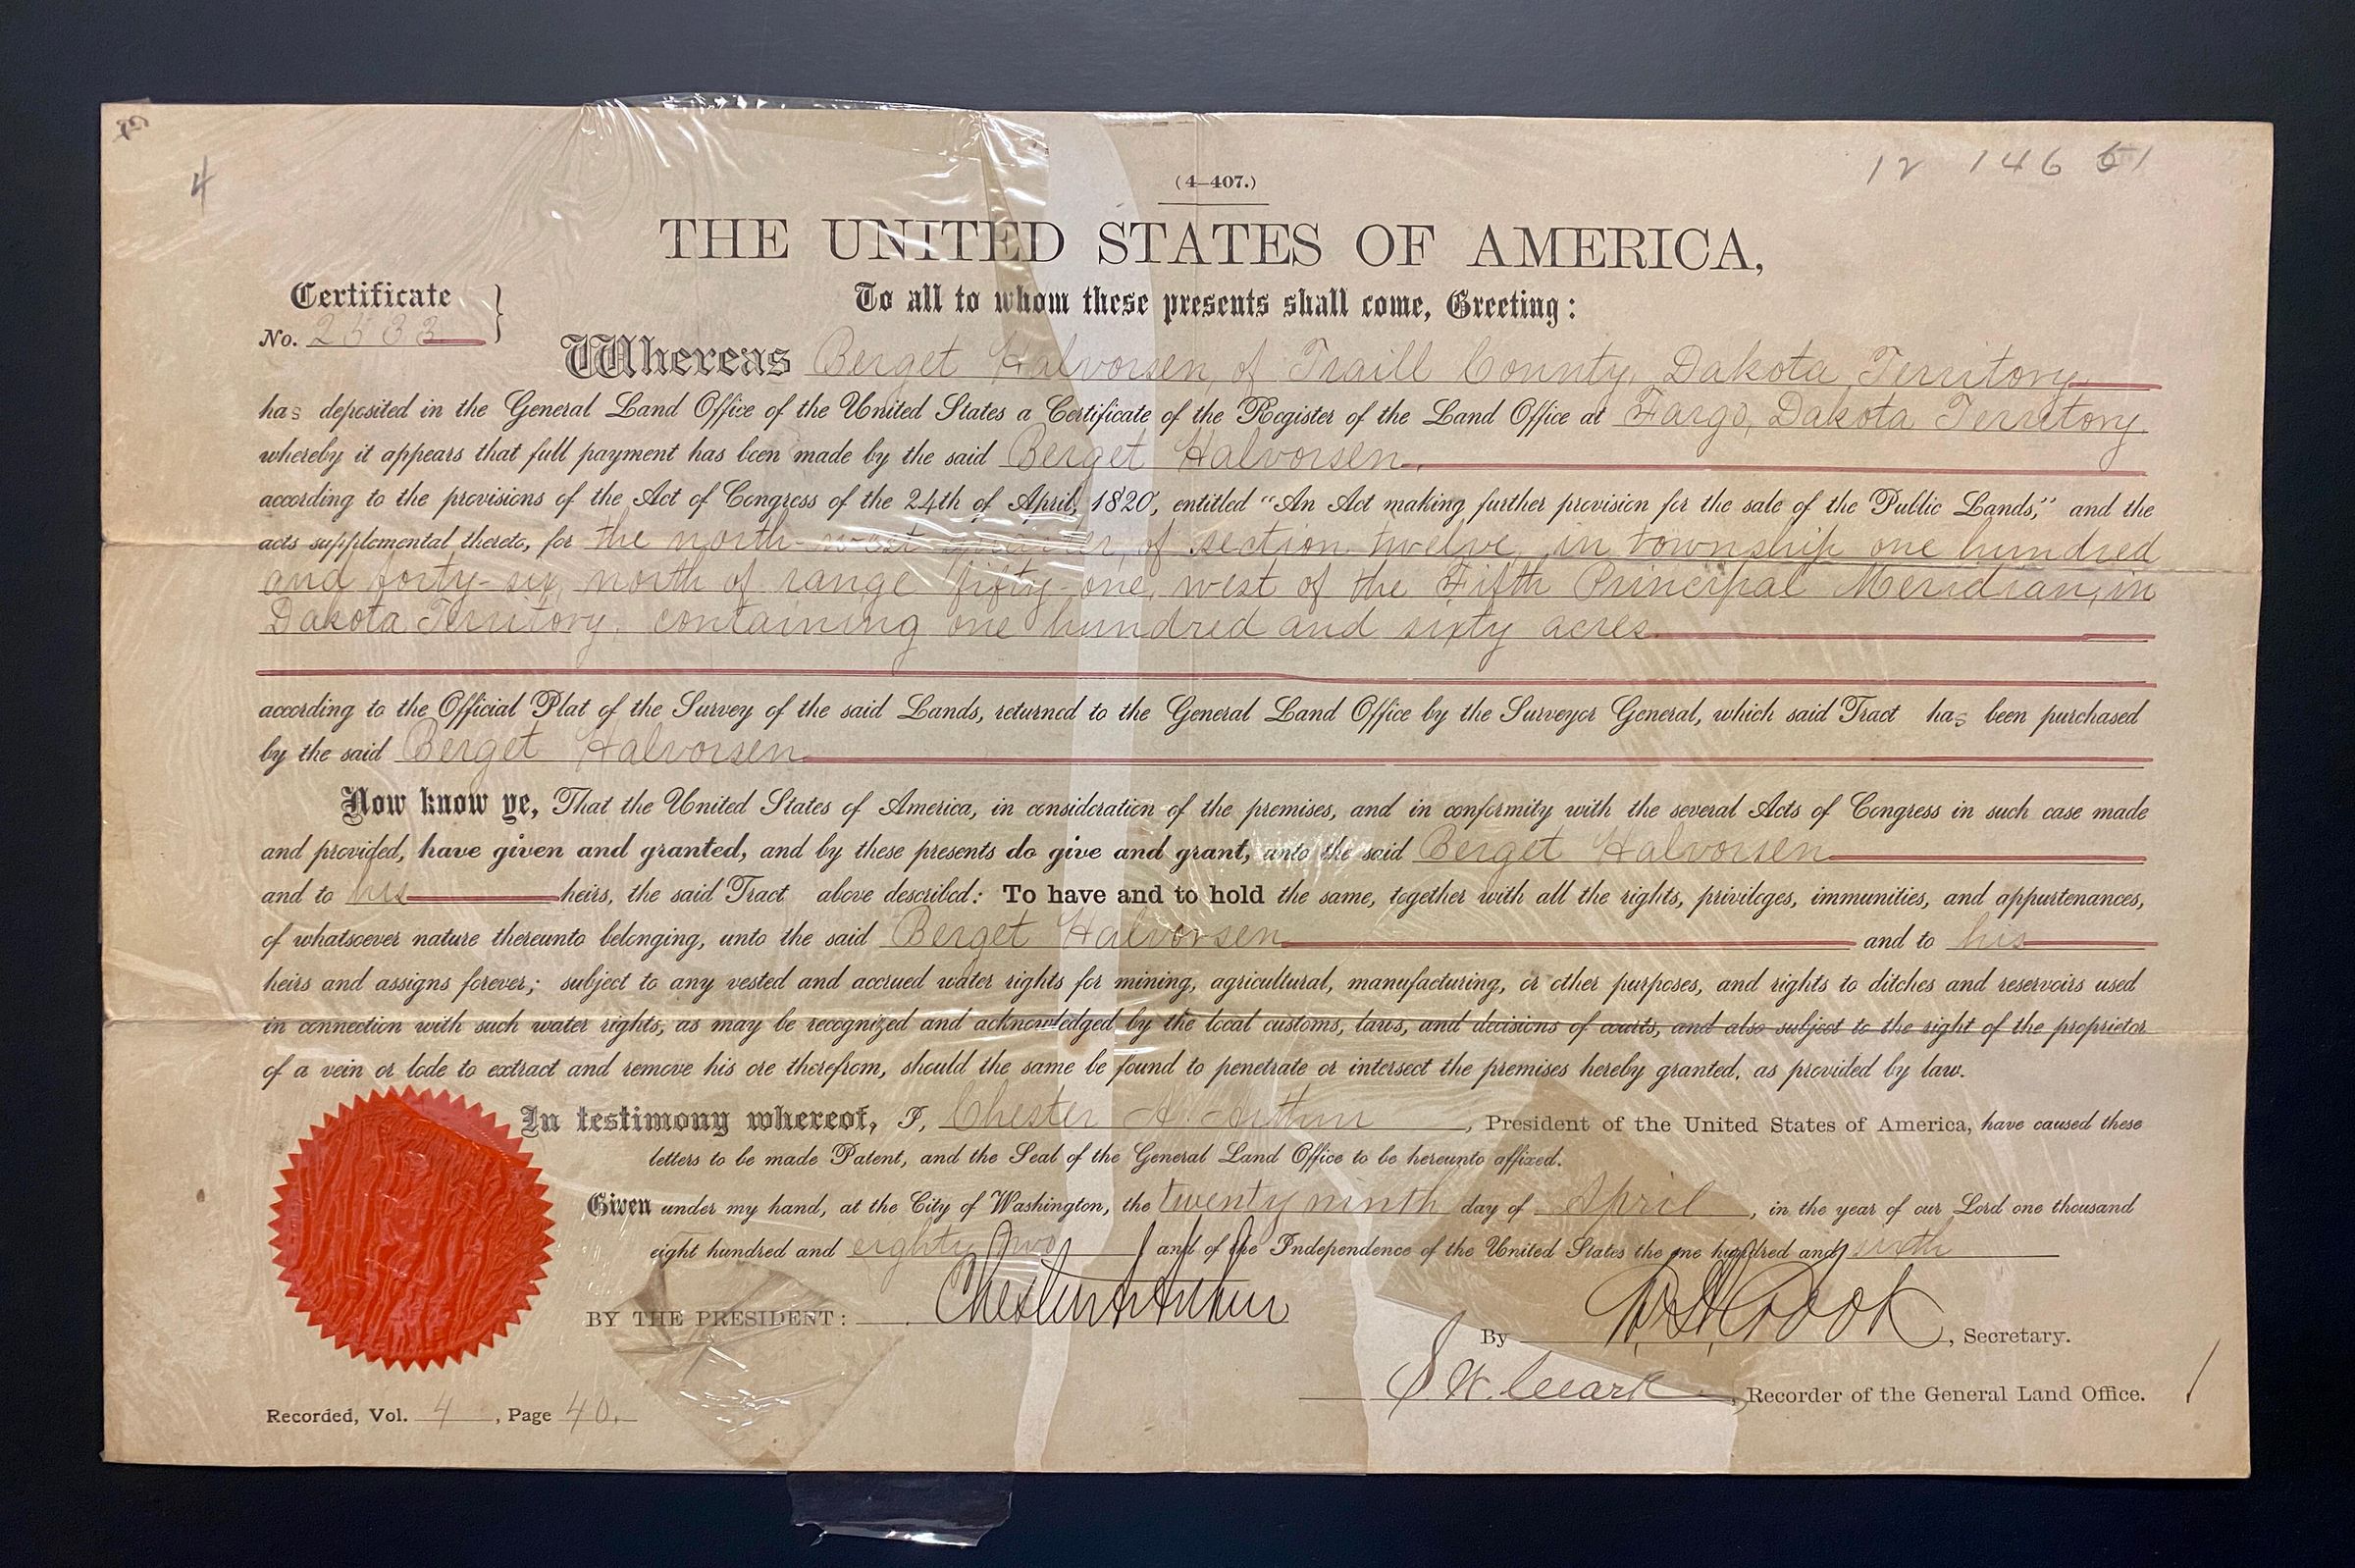 4
12 146 51
(4—407.)
THE UNITED STATES OF AMERICA,
Certificate
No. 2533
To all to whom these presents shall come, Greeting:
Whereas Berget Halvorsen, of Traill County, Dakota Territory
has deposited in the General Land Office of the United States a Certificate of the Register of the Land Office at Fargo, Dakota Territory,
whereby it appears that full payment has been made by the said Berget Halvorsen,
according to the provisions of the Act of Congress of the 24th of April, 1820, entitled "An Act making further provision for the sale of the Public Lands," and the
acts supplemental thereto, for the north-west quarter, of section twelve, in township one hundred
and forty-six, north of range fifty-one, west of the Fifth Principal Meridian, in
Dakota Territory, containing one hundred and sixty acres.
according to the Official Plat of the Survey of the said Lands, returned to the General Land Office by the Surveyor General, which said Tract has been purchased
by the said Berget Halvorsen
Now know ye, That the United States of America, in consideration of the premises, and in conformity with the several Acts of Congress in such case made
and provided, have given and granted, and by these presents do give and grant, unto the said Berget Halvorsen
and to his heirs, the said Tract above described: To have and to hold the same, together with all the rights, privileges, immunities, and appurtenances,
of whatsoever nature thereunto belonging, unto the said Berget Halvorsen and to his
heirs and assigns forever; subject to any vested and accrued water rights for mining, agricultural, manufacturing, or other purposes, and rights to ditches and reservoirs used
in connection with such water rights, as may be recognized and acknowledged by the local customs, laws, and decisions of courts, and also subject to the right of the proprietor
of a vein or lode to extract and remove his ore therefrom, should the same be found to penetrate or intersect the premises hereby granted, as provided by law.
In testimony whereof, I, Chester A. Arthur, President of the United States of America, have caused these
letters to be made Patent, and the Seal of the General Land Office to be hereunto affixed.
Given under my hand, at the City of Washington, the twenty ninth day of April, in the year of our Lord one thousand
eight hundred and eighty two, and of the Independence of the United States the one hundred and sixth
BY THE PRESIDENT: Chester A Arthur
By Wm H. Crook, Secretary.
S. W. Clark, Recorder of the General Land Office.
Recorded, Vol. 4, Page 40.